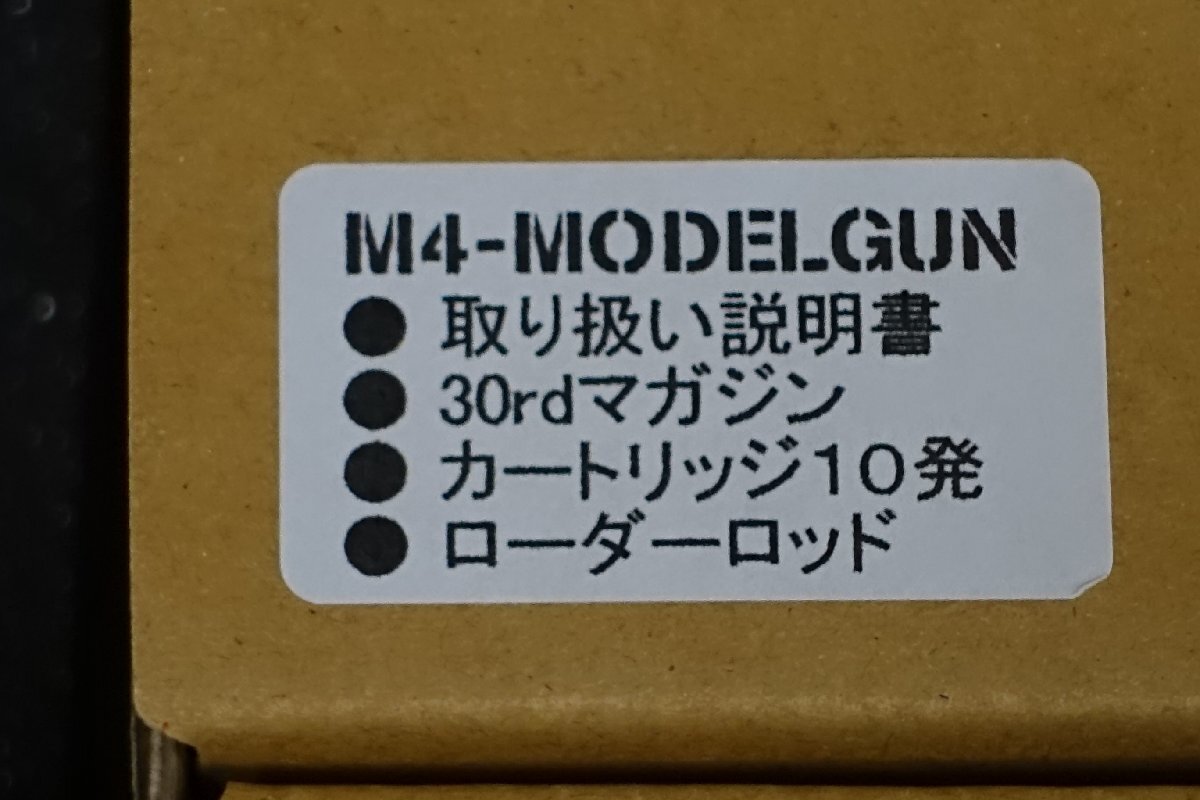 M4-MODELGUN
● 取り扱い説明書
● 30rdマガジン
● カートリッジ10発
● ローダーロッド